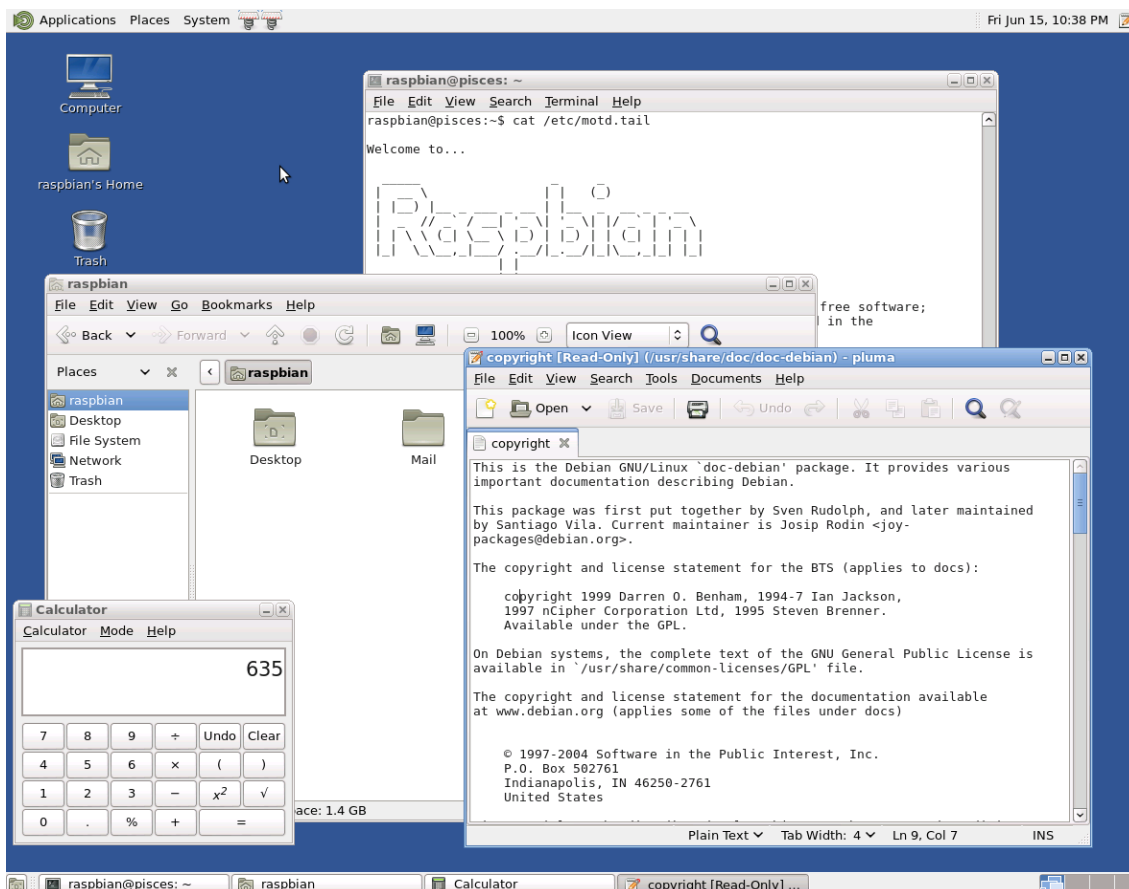 Applications Places System
Fri Jun 15, 10:38 PM
Computer
raspbian's Home
Trash
raspbian@pisces: ~
File Edit View Search Terminal Help
raspbian@pisces:~$ cat /etc/motd.tail
Welcome to...
Raspbian
free software;
in the
raspbian
File Edit View Go Bookmarks Help
Back Forward 100% Icon View
Places raspbian
raspbian
Desktop
File System
Network
Trash
Desktop Mail
ace: 1.4 GB
copyright [Read-Only] (/usr/share/doc/doc-debian) - pluma
File Edit View Search Tools Documents Help
Open Save Undo
copyright
This is the Debian GNU/Linux `doc-debian' package. It provides various
important documentation describing Debian.
This package was first put together by Sven Rudolph, and later maintained
by Santiago Vila. Current maintainer is Josip Rodin <joy-
packages@debian.org>.
The copyright and license statement for the BTS (applies to docs):
copyright 1999 Darren O. Benham, 1994-7 Ian Jackson,
1997 nCipher Corporation Ltd, 1995 Steven Brenner.
Available under the GPL.
On Debian systems, the complete text of the GNU General Public License is
available in `/usr/share/common-licenses/GPL' file.
The copyright and license statement for the documentation available
at www.debian.org (applies some of the files under docs)
© 1997-2004 Software in the Public Interest, Inc.
P.O. Box 502761
Indianapolis, IN 46250-2761
United States
Plain Text Tab Width: 4 Ln 9, Col 7 INS
Calculator
Calculator Mode Help
635
7 8 9 ÷ Undo Clear
4 5 6 × ( )
1 2 3 − x² √
0 . % + =
raspbian@pisces: ~ raspbian Calculator copyright [Read-Only] ...